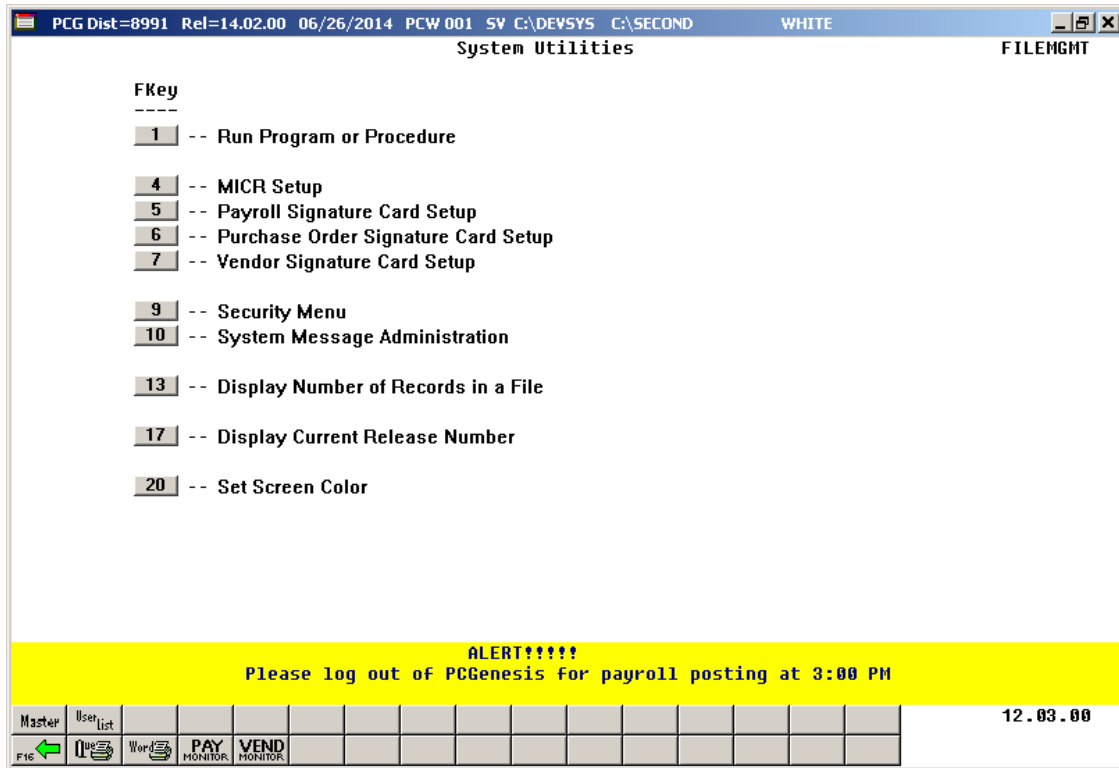 PCG Dist=8991 Rel=14.02.00 06/26/2014 PCW 001 SV C:\DEVSYS C:\SECOND WHITE
System Utilities FILEMGMT
FKey
----
1 -- Run Program or Procedure
4 -- MICR Setup
5 -- Payroll Signature Card Setup
6 -- Purchase Order Signature Card Setup
7 -- Vendor Signature Card Setup
9 -- Security Menu
10 -- System Message Administration
13 -- Display Number of Records in a File
17 -- Display Current Release Number
20 -- Set Screen Color
ALERT!!!!!
Please log out of PCGenesis for payroll posting at 3:00 PM
Master User List 12.03.00
F16 Que Word PAY MONITOR VEND MONITOR